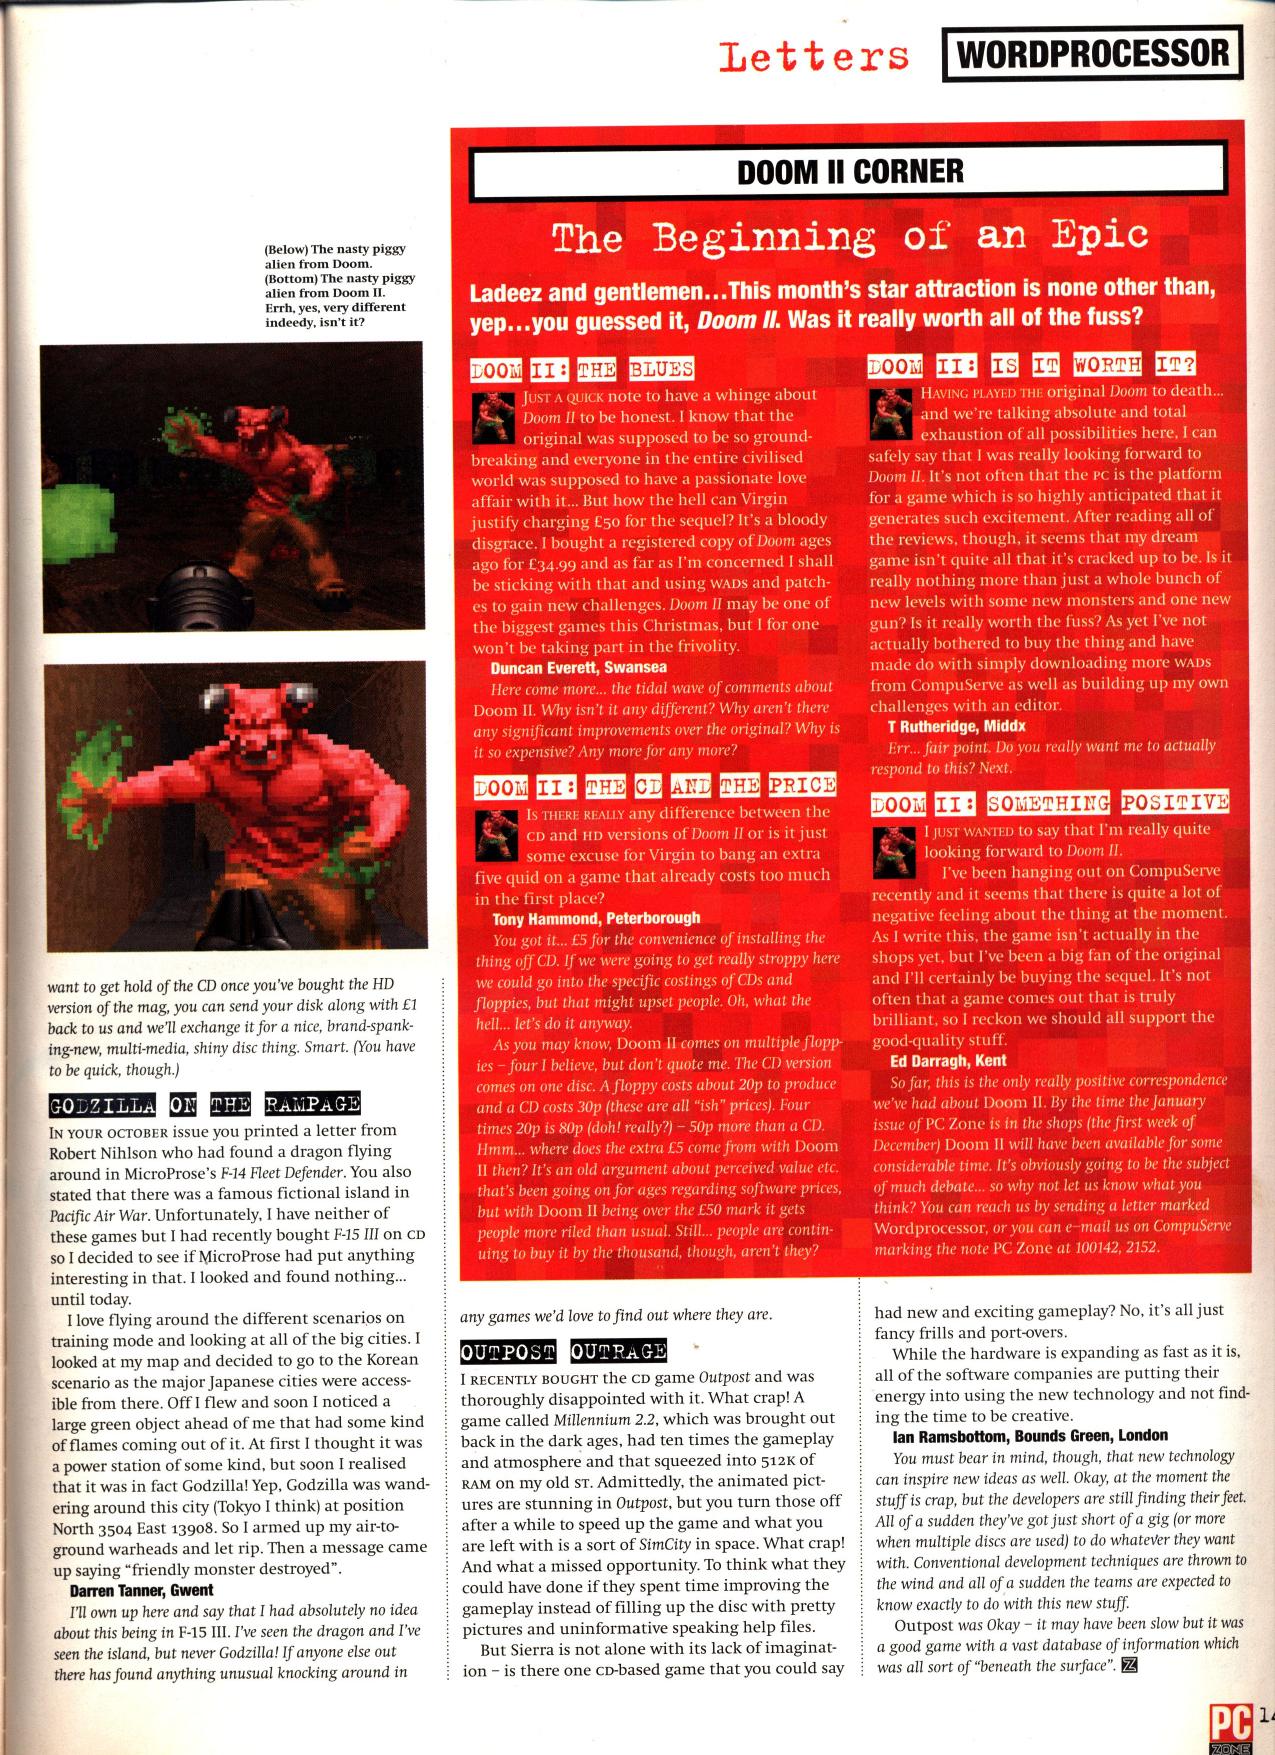 Letters WORDPROCESSOR
(Below) The nasty piggy
alien from Doom.
(Bottom) The nasty piggy
alien from Doom II.
Errh, yes, very different
indeedy, isn't it?
want to get hold of the CD once you've bought the HD
version of the mag, you can send your disk along with £1
back to us and we'll exchange it for a nice, brand-spank-
ing-new, multi-media, shiny disc thing. Smart. (You have
to be quick, though.)
GODZILLA ON THE RAMPAGE
IN YOUR OCTOBER issue you printed a letter from
Robert Nihlson who had found a dragon flying
around in MicroProse's F-14 Fleet Defender. You also
stated that there was a famous fictional island in
Pacific Air War. Unfortunately, I have neither of
these games but I had recently bought F-15 III on CD
so I decided to see if MicroProse had put anything
interesting in that. I looked and found nothing...
until today.
I love flying around the different scenarios on
training mode and looking at all of the big cities. I
looked at my map and decided to go to the Korean
scenario as the major Japanese cities were access-
ible from there. Off I flew and soon I noticed a
large green object ahead of me that had some kind
of flames coming out of it. At first I thought it was
a power station of some kind, but soon I realised
that it was in fact Godzilla! Yep, Godzilla was wand-
ering around this city (Tokyo I think) at position
North 3504 East 13908. So I armed up my air-to-
ground warheads and let rip. Then a message came
up saying "friendly monster destroyed".
Darren Tanner, Gwent
I'll own up here and say that I had absolutely no idea
about this being in F-15 III. I've seen the dragon and I've
seen the island, but never Godzilla! If anyone else out
there has found anything unusual knocking around in
DOOM II CORNER
The Beginning of an Epic
Ladeez and gentlemen...This month's star attraction is none other than,
yep...you guessed it, Doom II. Was it really worth all of the fuss?
DOOM II: THE BLUES
JUST A QUICK note to have a whinge about
Doom II to be honest. I know that the
original was supposed to be so ground-
breaking and everyone in the entire civilised
world was supposed to have a passionate love
affair with it... But how the hell can Virgin
justify charging £50 for the sequel? It's a bloody
disgrace. I bought a registered copy of Doom ages
ago for £34.99 and as far as I'm concerned I shall
be sticking with that and using WADS and patch-
es to gain new challenges. Doom II may be one of
the biggest games this Christmas, but I for one
won't be taking part in the frivolity.
Duncan Everett, Swansea
Here come more... the tidal wave of comments about
Doom II. Why isn't it any different? Why aren't there
any significant improvements over the original? Why is
it so expensive? Any more for any more?
DOOM II: THE CD AND THE PRICE
IS THERE REALLY any difference between the
CD and HD versions of Doom II or is it just
some excuse for Virgin to bang an extra
five quid on a game that already costs too much
in the first place?
Tony Hammond, Peterborough
You got it... £5 for the convenience of installing the
thing off CD. If we were going to get really stroppy here
we could go into the specific costings of CDs and
floppies, but that might upset people. Oh, what the
hell... let's do it anyway.
As you may know, Doom II comes on multiple flopp-
ies – four I believe, but don't quote me. The CD version
comes on one disc. A floppy costs about 20p to produce
and a CD costs 30p (these are all "ish" prices). Four
times 20p is 80p (doh! really?) – 50p more than a CD.
Hmm... where does the extra £5 come from with Doom
II then? It's an old argument about perceived value etc.
that's been going on for ages regarding software prices,
but with Doom II being over the £50 mark it gets
people more riled than usual. Still... people are contin-
uing to buy it by the thousand, though, aren't they?
DOOM II: IS IT WORTH IT?
HAVING PLAYED THE original Doom to death...
and we're talking absolute and total
exhaustion of all possibilities here, I can
safely say that I was really looking forward to
Doom II. It's not often that the PC is the platform
for a game which is so highly anticipated that it
generates such excitement. After reading all of
the reviews, though, it seems that my dream
game isn't quite all that it's cracked up to be. Is it
really nothing more than just a whole bunch of
new levels with some new monsters and one new
gun? Is it really worth the fuss? As yet I've not
actually bothered to buy the thing and have
made do with simply downloading more WADS
from CompuServe as well as building up my own
challenges with an editor.
T Rutheridge, Middx
Err... fair point. Do you really want me to actually
respond to this? Next.
DOOM II: SOMETHING POSITIVE
I JUST WANTED to say that I'm really quite
looking forward to Doom II.
I've been hanging out on CompuServe
recently and it seems that there is quite a lot of
negative feeling about the thing at the moment.
As I write this, the game isn't actually in the
shops yet, but I've been a big fan of the original
and I'll certainly be buying the sequel. It's not
often that a game comes out that is truly
brilliant, so I reckon we should all support the
good-quality stuff.
Ed Darragh, Kent
So far, this is the only really positive correspondence
we've had about Doom II. By the time the January
issue of PC Zone is in the shops (the first week of
December) Doom II will have been available for some
considerable time. It's obviously going to be the subject
of much debate... so why not let us know what you
think? You can reach us by sending a letter marked
Wordprocessor, or you can e-mail us on CompuServe
marking the note PC Zone at 100142, 2152.
any games we'd love to find out where they are.
OUTPOST OUTRAGE
I RECENTLY BOUGHT the CD game Outpost and was
thoroughly disappointed with it. What crap! A
game called Millennium 2.2, which was brought out
back in the dark ages, had ten times the gameplay
and atmosphere and that squeezed into 512K of
RAM on my old ST. Admittedly, the animated pict-
ures are stunning in Outpost, but you turn those off
after a while to speed up the game and what you
are left with is a sort of SimCity in space. What crap!
And what a missed opportunity. To think what they
could have done if they spent time improving the
gameplay instead of filling up the disc with pretty
pictures and uninformative speaking help files.
But Sierra is not alone with its lack of imaginat-
ion – is there one CD-based game that you could say
had new and exciting gameplay? No, it's all just
fancy frills and port-overs.
While the hardware is expanding as fast as it is,
all of the software companies are putting their
energy into using the new technology and not find-
ing the time to be creative.
Ian Ramsbottom, Bounds Green, London
You must bear in mind, though, that new technology
can inspire new ideas as well. Okay, at the moment the
stuff is crap, but the developers are still finding their feet.
All of a sudden they've got just short of a gig (or more
when multiple discs are used) to do whatever they want
with. Conventional development techniques are thrown to
the wind and all of a sudden the teams are expected to
know exactly to do with this new stuff.
Outpost was Okay – it may have been slow but it was
a good game with a vast database of information which
was all sort of "beneath the surface". Z
PC
ZONE